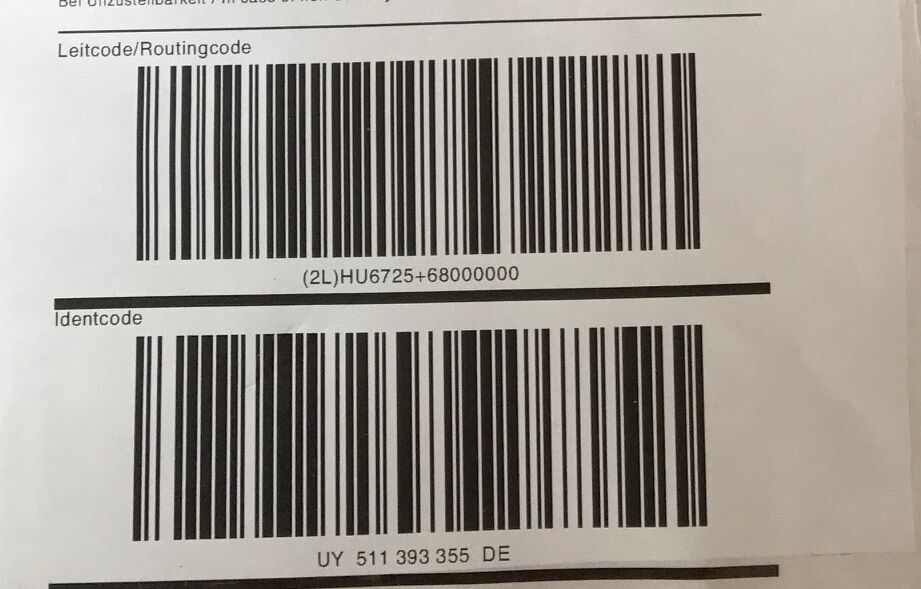 Leitcode/Routingcode
(2L)HU6725+68000000
Identcode
UY 511 393 355 DE